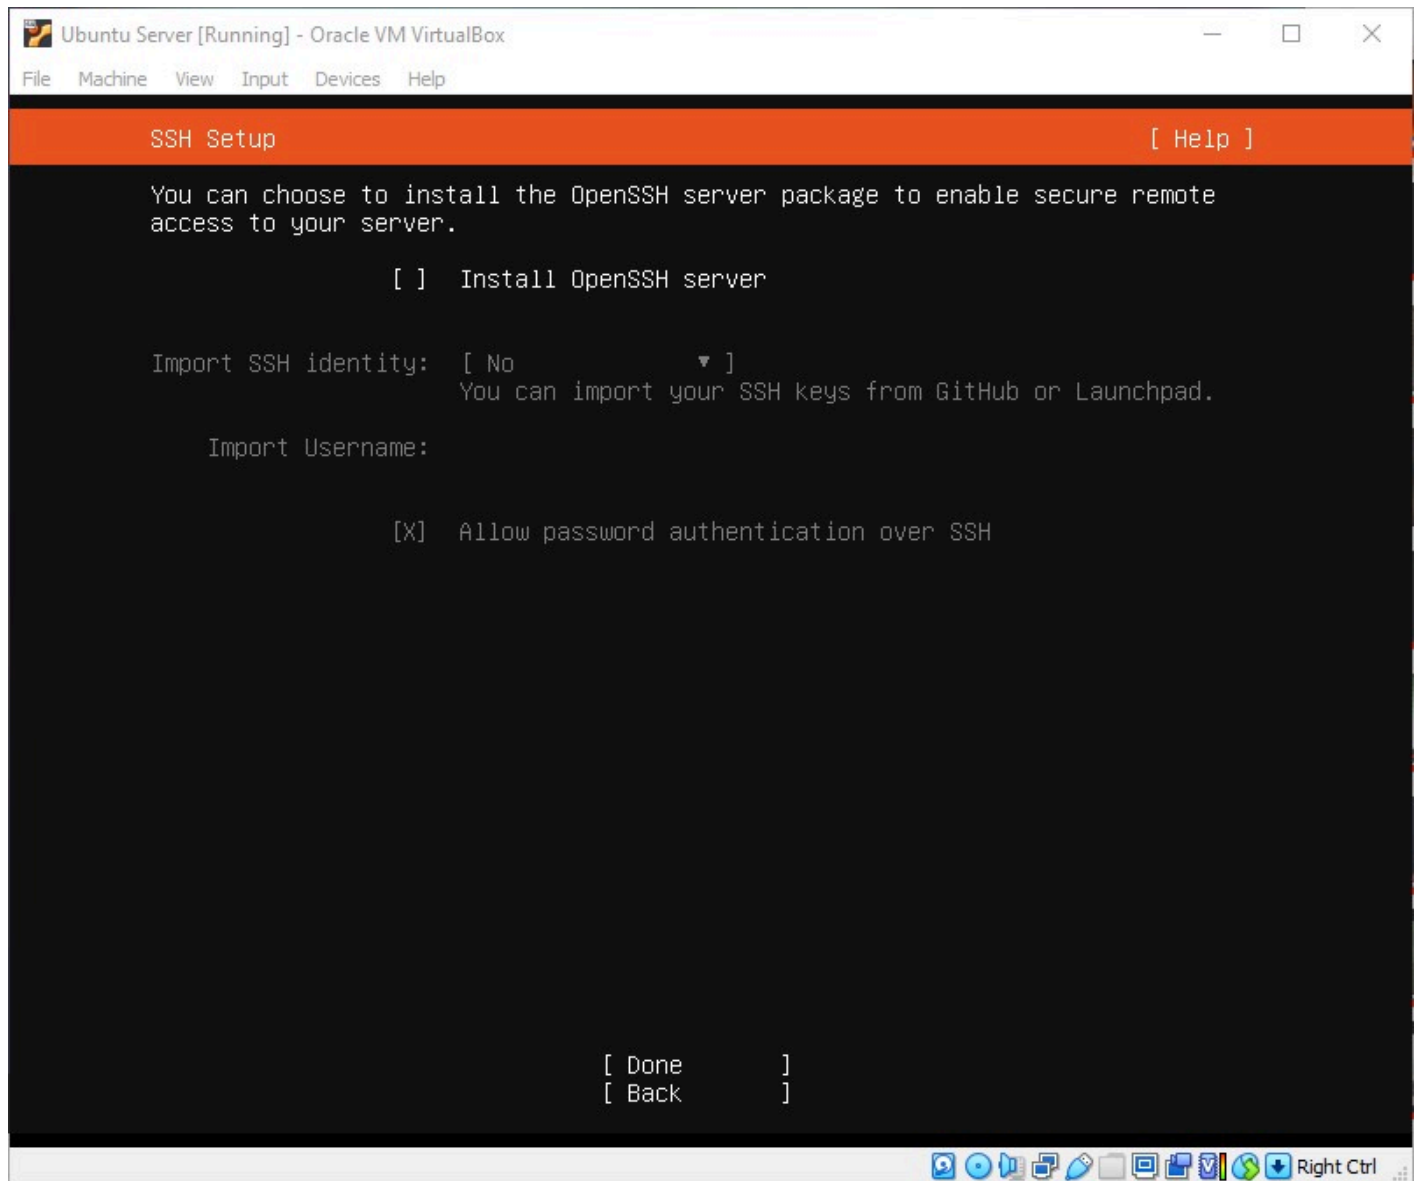 Ubuntu Server [Running] - Oracle VM VirtualBox
File Machine View Input Devices Help
SSH Setup [ Help ]
You can choose to install the OpenSSH server package to enable secure remote
access to your server.
[ ] Install OpenSSH server
Import SSH identity: [ No ▾ ]
You can import your SSH keys from GitHub or Launchpad.
Import Username:
[X] Allow password authentication over SSH
[ Done ]
[ Back ]
Right Ctrl